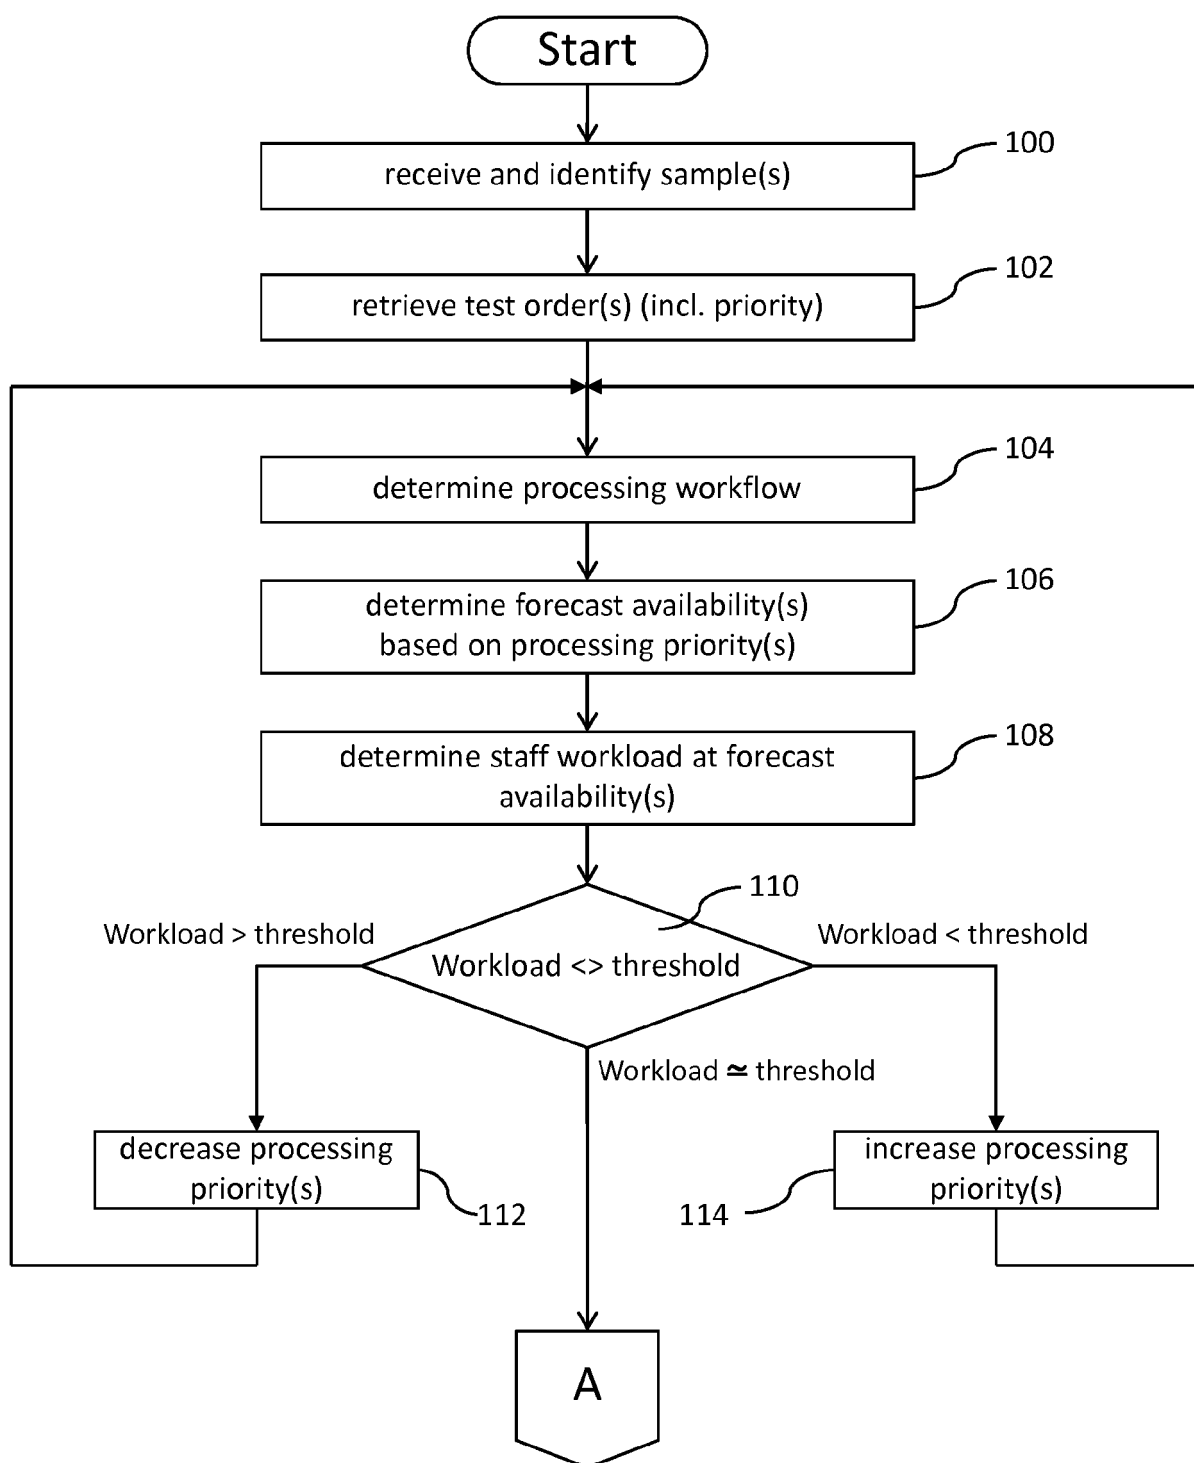 Start
receive and identify sample(s)
100
retrieve test order(s) (incl. priority)
102
determine processing workflow
104
determine forecast availability(s)
based on processing priority(s)
106
determine staff workload at forecast
availability(s)
108
110
Workload > threshold
Workload <> threshold
Workload < threshold
Workload ≃ threshold
decrease processing
priority(s)
112
increase processing
priority(s)
114
A